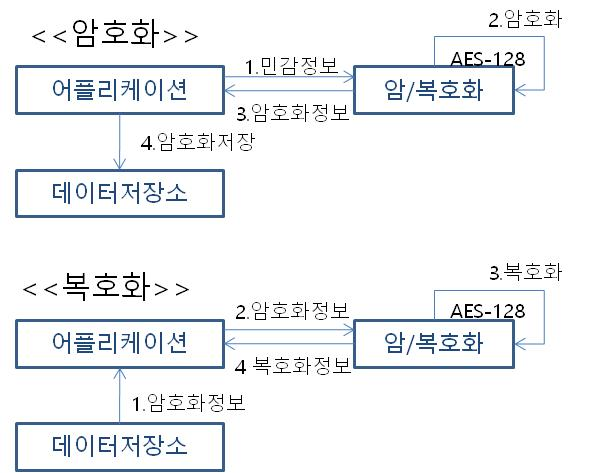 <<암호화>>
2.암호화
AES-128
어플리케이션
1.민감정보
암/복호화
3.암호화정보
4.암호화저장
데이터저장소
<<복호화>>
3.복호화
AES-128
어플리케이션
2.암호화정보
암/복호화
4 복호화정보
1.암호화정보
데이터저장소